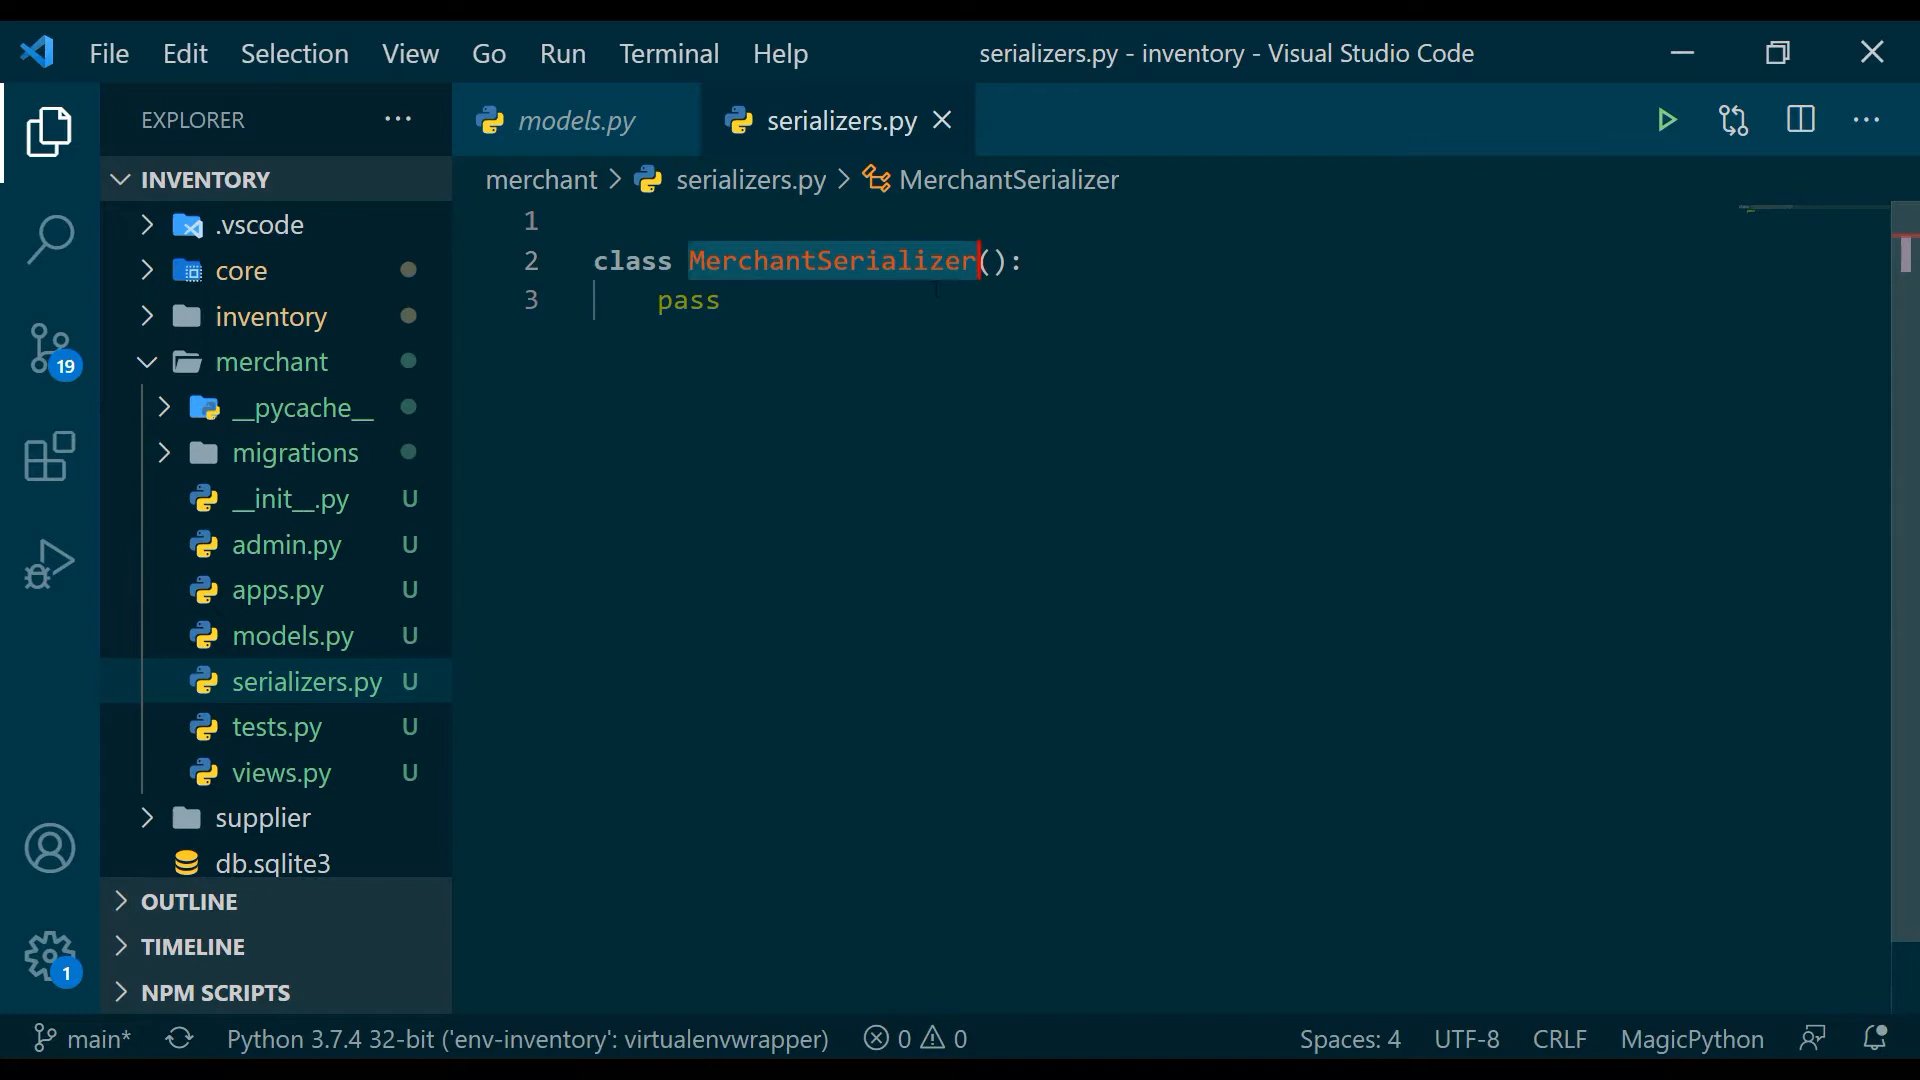 File Edit Selection View Go Run Terminal Help serializers.py - inventory - Visual Studio Code
EXPLORER
models.py serializers.py
INVENTORY
merchant serializers.py MerchantSerializer
.vscode
core
inventory
merchant
__pycache__
migrations
__init__.py U
admin.py U
apps.py U
models.py U
serializers.py U
tests.py U
views.py U
supplier
db.sqlite3
OUTLINE
TIMELINE
NPM SCRIPTS
19
1
1
2 class MerchantSerializer():
3 pass
main* Python 3.7.4 32-bit ('env-inventory': virtualenvwrapper) 0 0 Spaces: 4 UTF-8 CRLF MagicPython